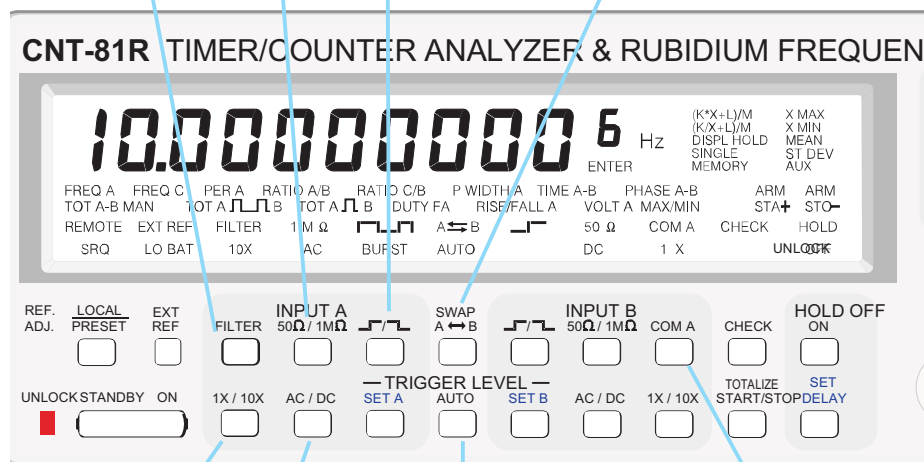 CNT-81R TIMER/COUNTER ANALYZER & RUBIDIUM FREQUEN
10.00000000 6 Hz
ENTER
(K*X+L)/M X MAX
(K/X+L)/M X MIN
DISPL HOLD MEAN
SINGLE ST DEV
MEMORY AUX
FREQ A FREQ C PER A RATIO A/B RATIO C/B P WIDTH A TIME A-B PHASE A-B ARM ARM
TOT A-B MAN TOT A B TOT A B DUTY FA RISE/FALL A VOLT A MAX/MIN STA+ STO-
REMOTE EXT REF FILTER 1 M Ω A⇆B 50 Ω COM A CHECK HOLD
SRQ LO BAT 10X AC BURST AUTO DC 1 X UNLOCK OFF
REF. ADJ. LOCAL PRESET EXT REF
INPUT A
FILTER 50Ω / 1MΩ
SWAP A ↔ B
INPUT B
50Ω / 1MΩ COM A
CHECK
HOLD OFF
ON
UNLOCK STANDBY ON
TRIGGER LEVEL
1X / 10X AC / DC SET A AUTO SET B AC / DC 1X / 10X
TOTALIZE START/STOP
SET DELAY